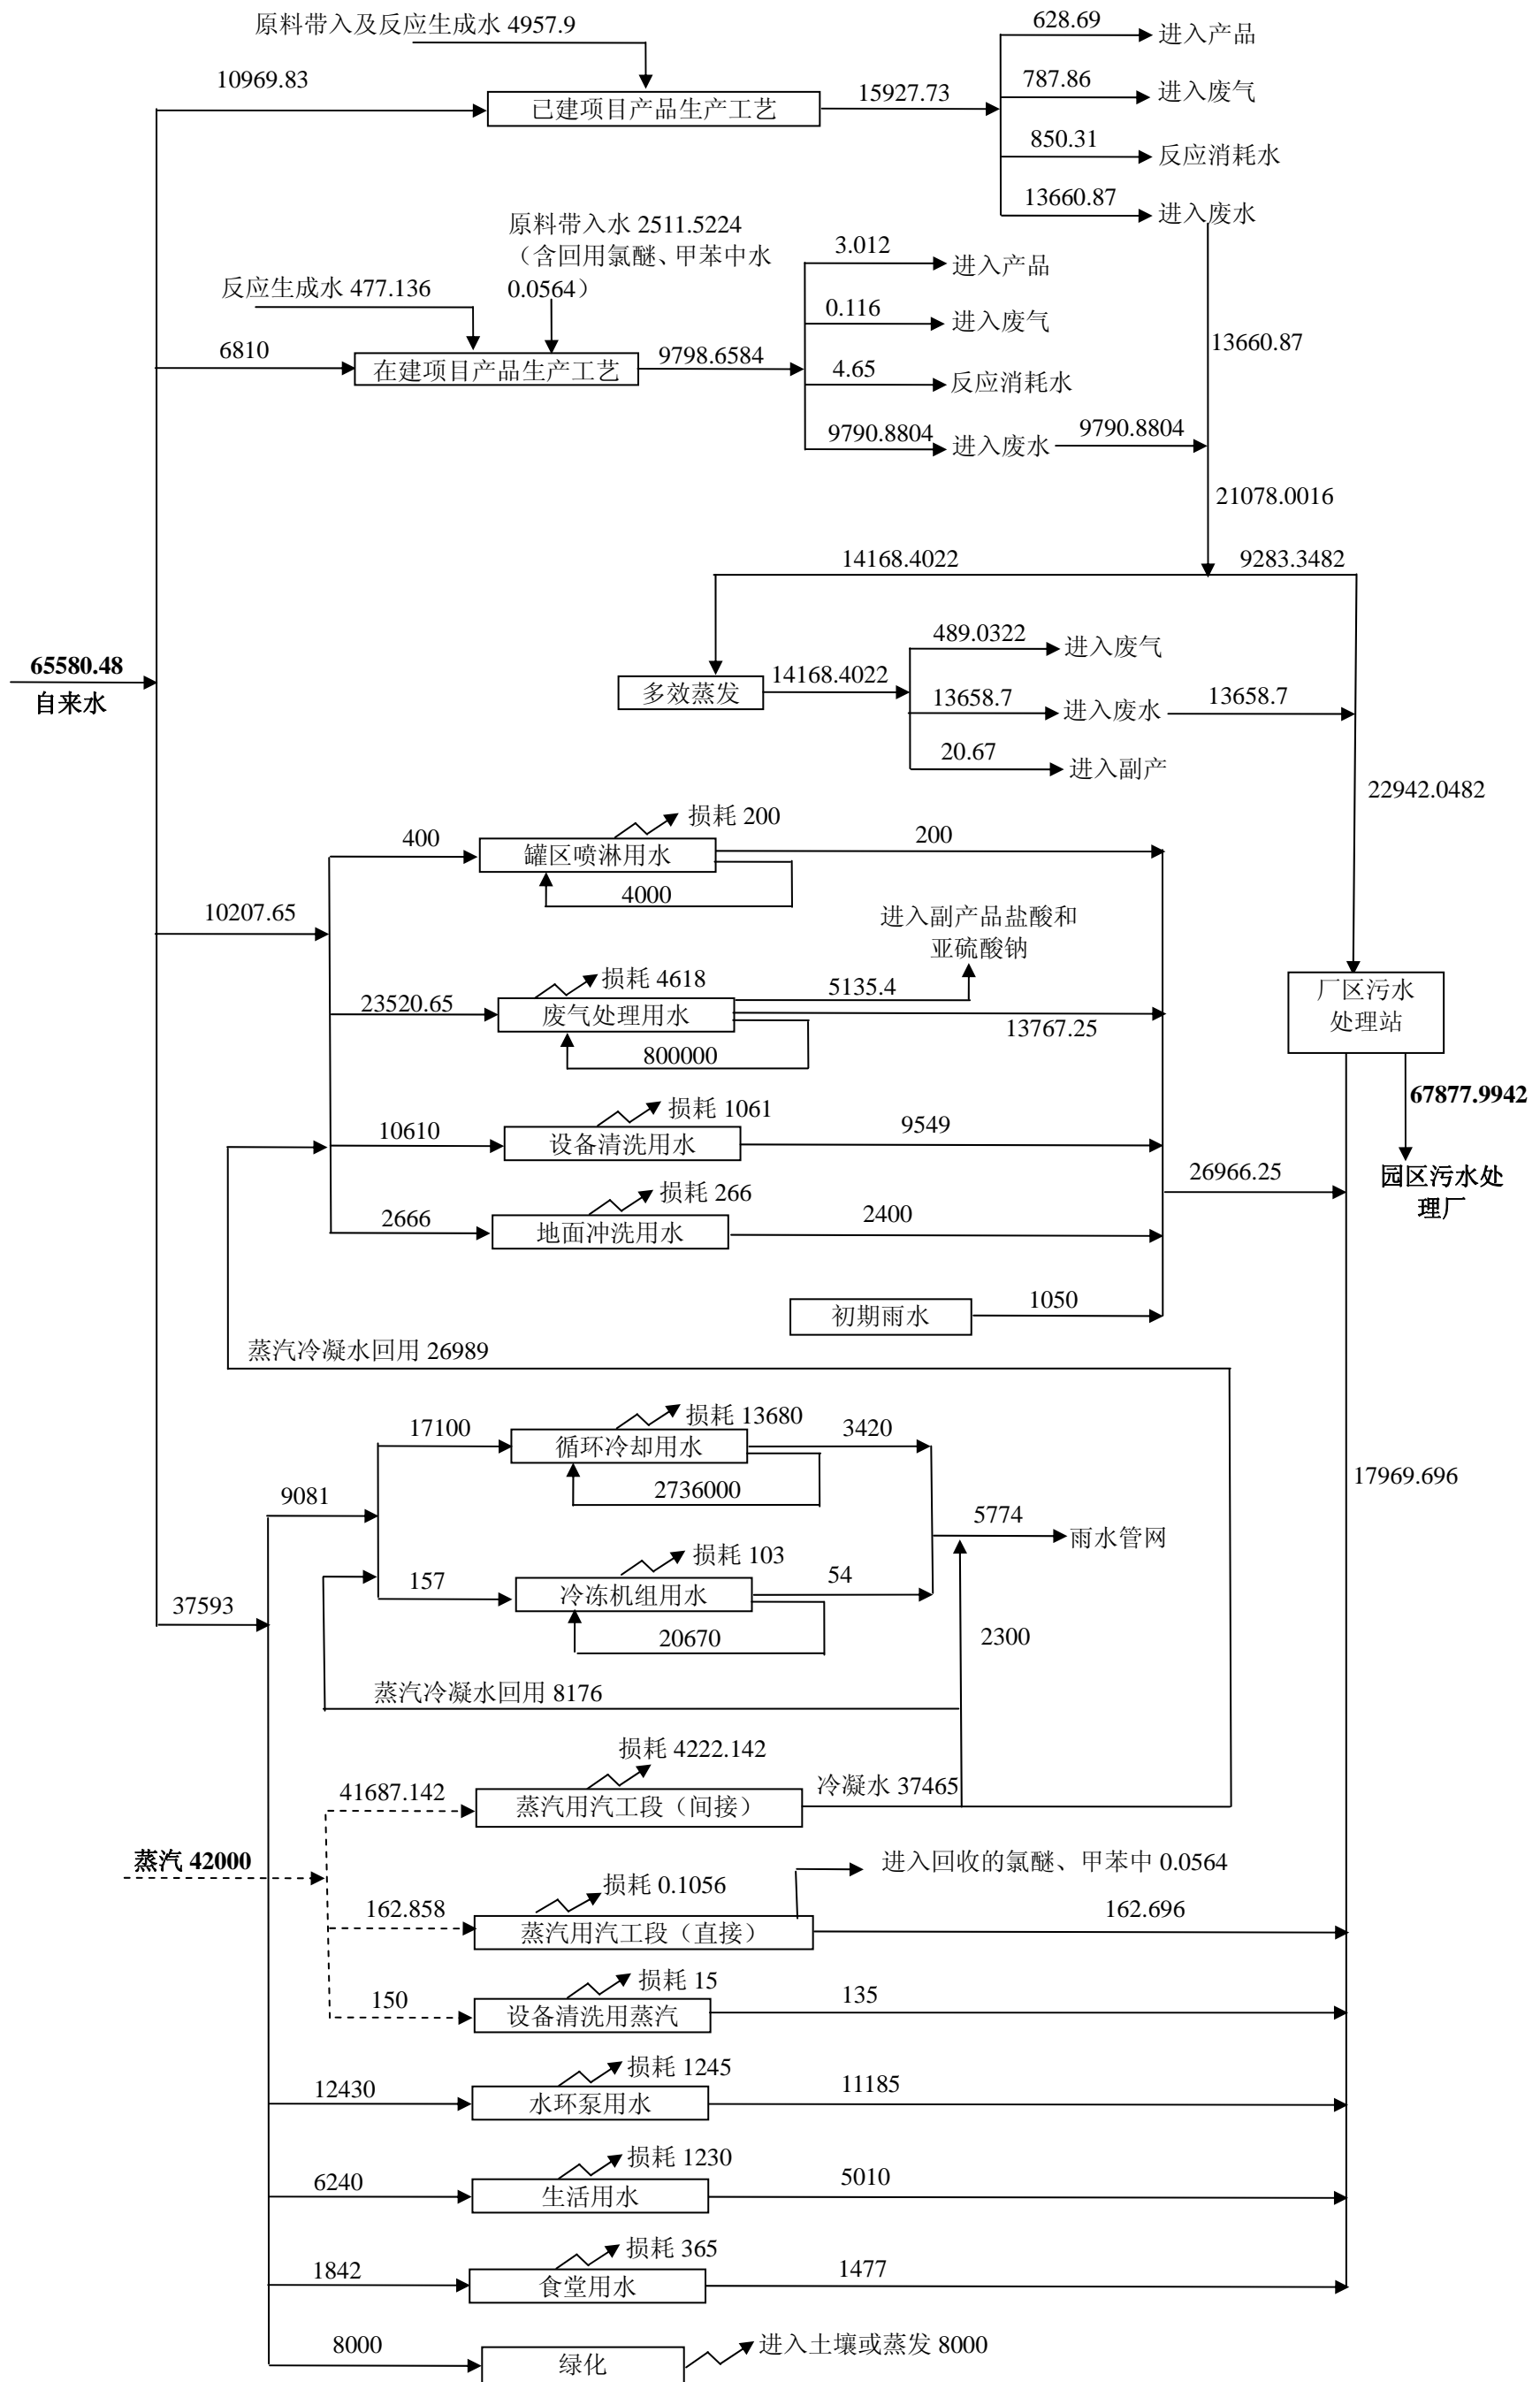 原料带入及反应生成水 4957.9
10969.83
已建项目产品生产工艺
15927.73
628.69
进入产品
787.86
进入废气
850.31
反应消耗水
13660.87
进入废水
原料带入水 2511.5224
（含回用氯醚、甲苯中水
0.0564）
反应生成水 477.136
6810
在建项目产品生产工艺
9798.6584
3.012
进入产品
0.116
进入废气
4.65
反应消耗水
9790.8804
进入废水
9790.8804
13660.87
21078.0016
14168.4022
9283.3482
65580.48
自来水
多效蒸发
14168.4022
489.0322
进入废气
13658.7
进入废水
13658.7
20.67
进入副产
22942.0482
10207.65
400
罐区喷淋用水
损耗 200
200
4000
进入副产品盐酸和
亚硫酸钠
23520.65
废气处理用水
损耗 4618
5135.4
13767.25
800000
厂区污水
处理站
67877.9942
园区污水处
理厂
10610
设备清洗用水
损耗 1061
9549
26966.25
2666
地面冲洗用水
损耗 266
2400
初期雨水
1050
蒸汽冷凝水回用 26989
37593
9081
17100
循环冷却用水
损耗 13680
3420
2736000
5774
雨水管网
157
冷冻机组用水
损耗 103
54
20670
2300
17969.696
蒸汽冷凝水回用 8176
蒸汽 42000
41687.142
蒸汽用汽工段（间接）
损耗 4222.142
冷凝水 37465
162.858
蒸汽用汽工段（直接）
损耗 0.1056
进入回收的氯醚、甲苯中 0.0564
162.696
150
设备清洗用蒸汽
损耗 15
135
12430
水环泵用水
损耗 1245
11185
6240
生活用水
损耗 1230
5010
1842
食堂用水
损耗 365
1477
8000
绿化
进入土壤或蒸发 8000